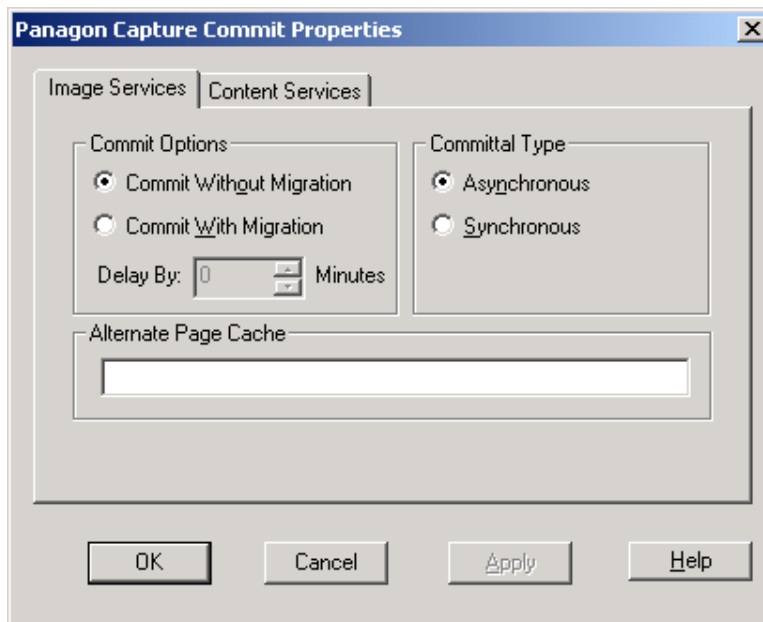 Panagon Capture Commit Properties
Image Services
Content Services
Commit Options
Commit Without Migration
Commit With Migration
Delay By: 0 Minutes
Committal Type
Asynchronous
Synchronous
Alternate Page Cache
OK
Cancel
Apply
Help